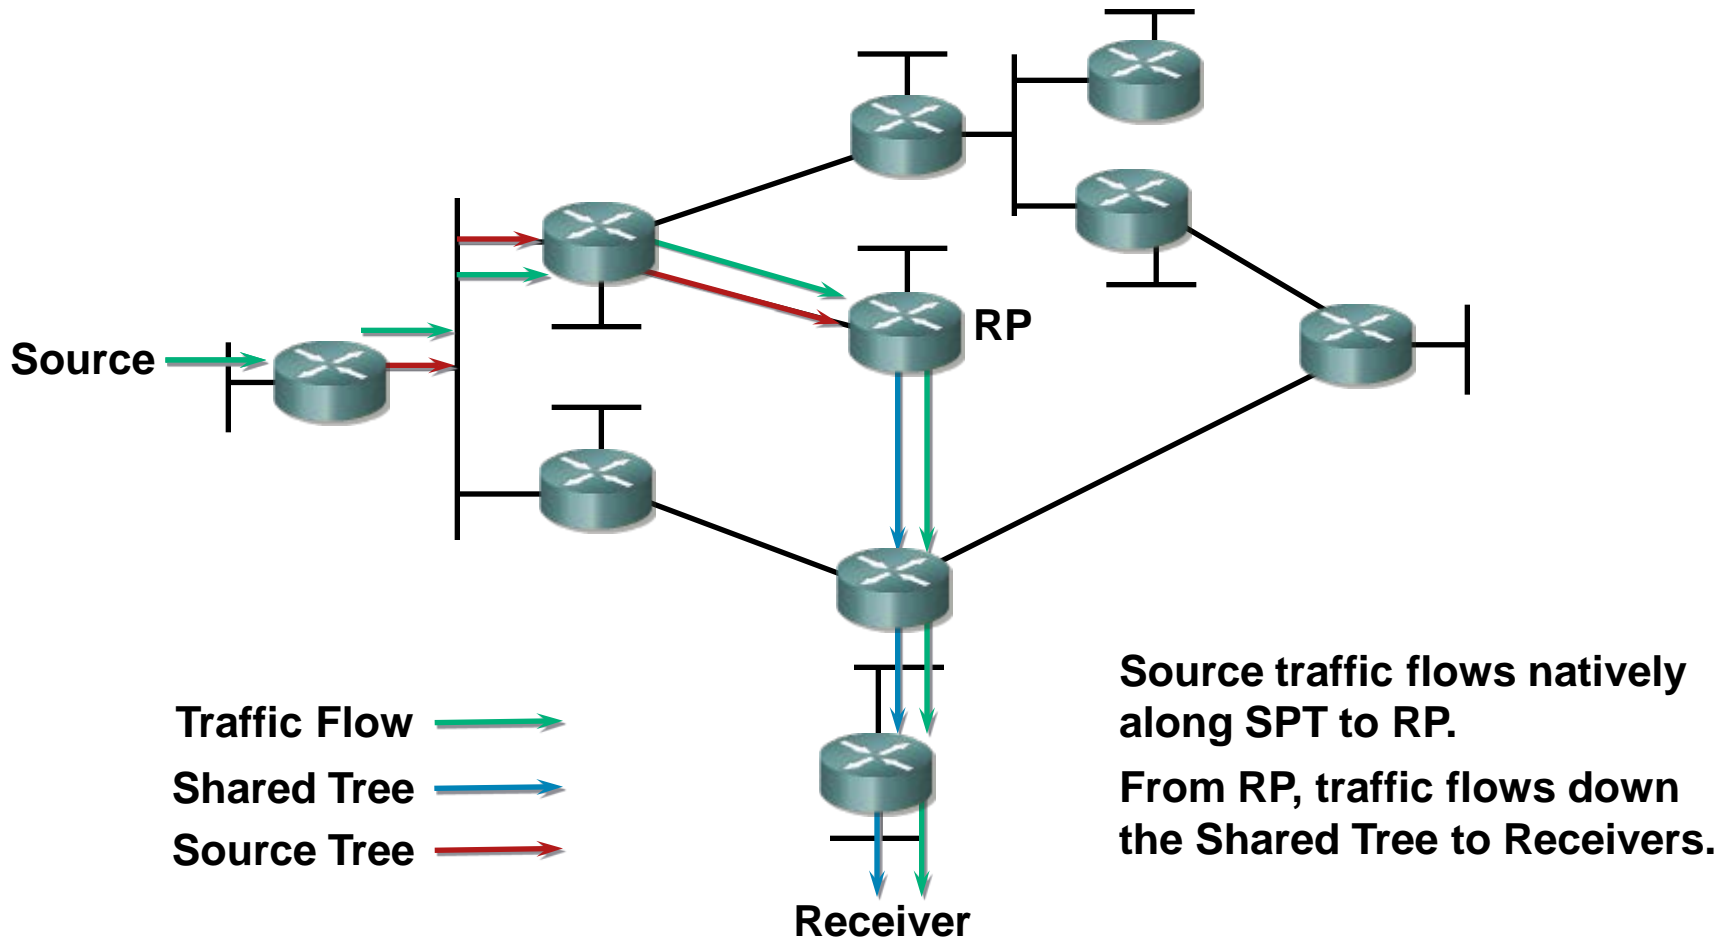 RP
Source
Source traffic flows natively
along SPT to RP.
From RP, traffic flows down
the Shared Tree to Receivers.
Traffic Flow
Shared Tree
Source Tree
Receiver